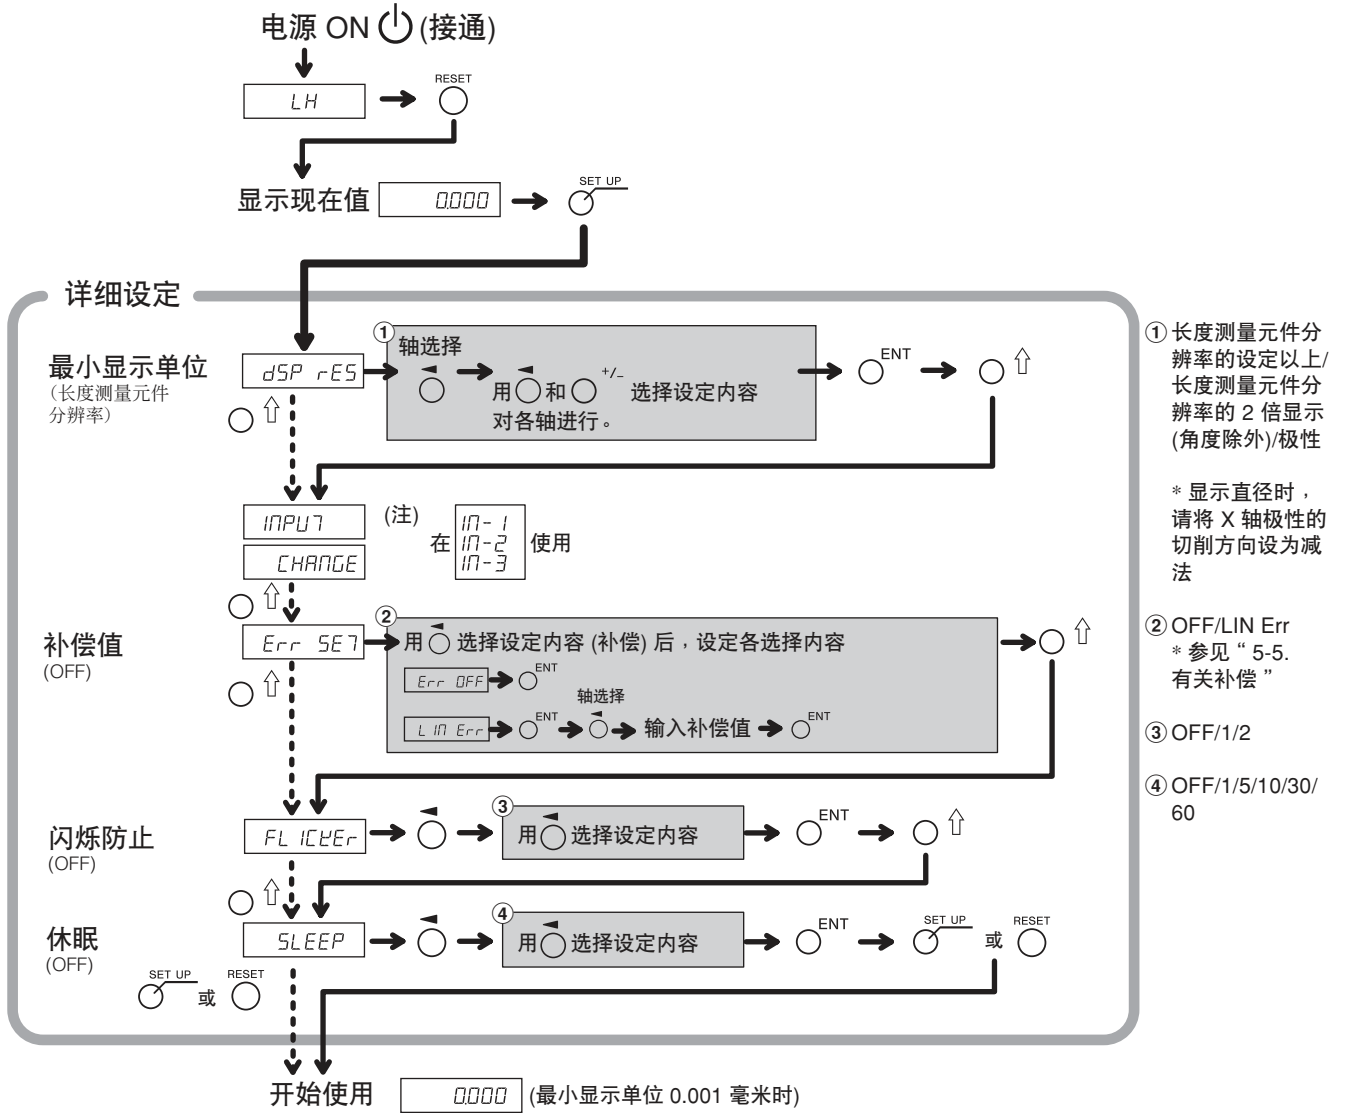 电源 ON (接通)
LH
RESET
显示现在值
0.000
SET UP
详细设定
最小显示单位
(长度测量元件
分辨率)
dSP rES
①
轴选择
用 和 +/- 选择设定内容
对各轴进行。
ENT
INPUT
CHANGE
(注)
在
IN-1
IN-2
IN-3
使用
补偿值
(OFF)
Err SET
②
用 选择设定内容 (补偿) 后，设定各选择内容
Err OFF
ENT
LIN Err
ENT
轴选择
输入补偿值
ENT
闪烁防止
(OFF)
FLICKEr
③
用 选择设定内容
ENT
休眠
(OFF)
SLEEP
④
用 选择设定内容
ENT
SET UP
或
RESET
SET UP
或
RESET
开始使用
0.000
(最小显示单位 0.001 毫米时)
① 长度测量元件分
辨率的设定以上/
长度测量元件分
辨率的 2 倍显示
(角度除外)/极性
* 显示直径时，
请将 X 轴极性的
切削方向设为减
法
② OFF/LIN Err
* 参见 “ 5-5.
有关补偿 ”
③ OFF/1/2
④ OFF/1/5/10/30/
60